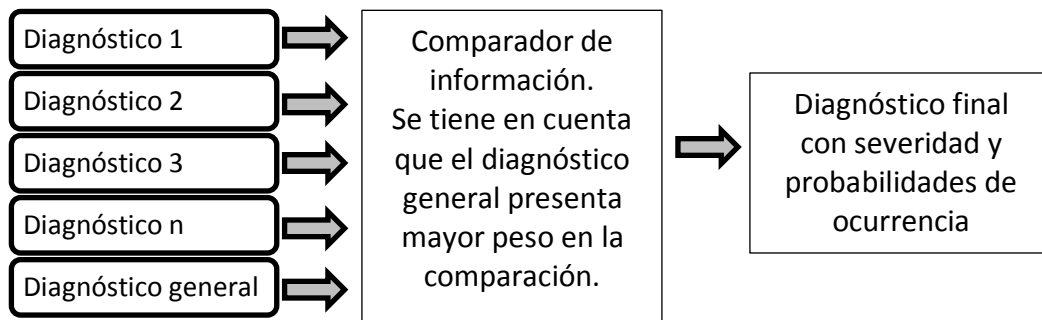 Diagnóstico 1
Diagnóstico 2
Diagnóstico 3
Diagnóstico n
Diagnóstico general
Comparador de
información.
Se tiene en cuenta
que el diagnóstico
general presenta
mayor peso en la
comparación.
Diagnóstico final
con severidad y
probabilidades de
ocurrencia